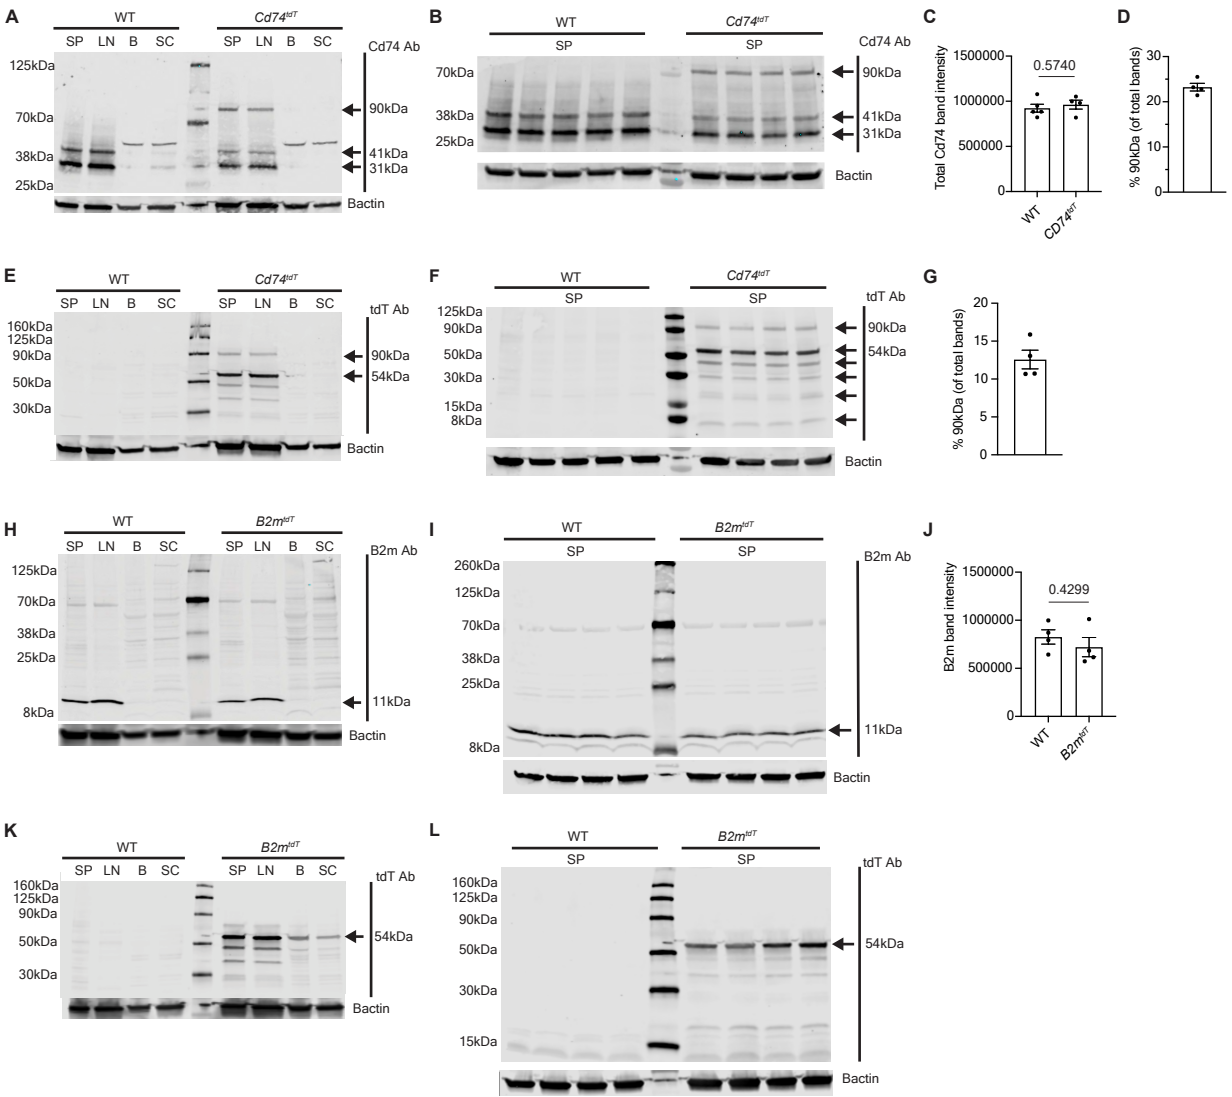 A
WT
Cd74tdT
SP LN B SC
SP LN B SC
Cd74 Ab
125kDa
70kDa
38kDa
25kDa
90kDa
41kDa
31kDa
Bactin
B
WT
Cd74tdT
SP
SP
Cd74 Ab
70kDa
38kDa
25kDa
90kDa
41kDa
31kDa
Bactin
C
Total Cd74 band intensity
1500000
1000000
500000
0
0.5740
WT
CD74tdT
D
% 90kDa (of total bands)
30
20
10
0
E
WT
Cd74tdT
SP LN B SC
SP LN B SC
tdT Ab
160kDa
125kDa
90kDa
50kDa
30kDa
90kDa
54kDa
Bactin
F
WT
Cd74tdT
SP
SP
tdT Ab
125kDa
90kDa
50kDa
30kDa
15kDa
8kDa
90kDa
54kDa
Bactin
G
% 90kDa (of total bands)
20
15
10
5
0
H
WT
B2mtdT
SP LN B SC
SP LN B SC
B2m Ab
125kDa
70kDa
38kDa
25kDa
8kDa
11kDa
Bactin
I
WT
B2mtdT
SP
SP
B2m Ab
260kDa
125kDa
70kDa
38kDa
25kDa
8kDa
11kDa
Bactin
J
B2m band intensity
1500000
1000000
500000
0
0.4299
WT
B2mtdT
K
WT
B2mtdT
SP LN B SC
SP LN B SC
tdT Ab
160kDa
125kDa
90kDa
50kDa
30kDa
54kDa
Bactin
L
WT
B2mtdT
SP
SP
tdT Ab
160kDa
125kDa
90kDa
50kDa
30kDa
15kDa
54kDa
Bactin